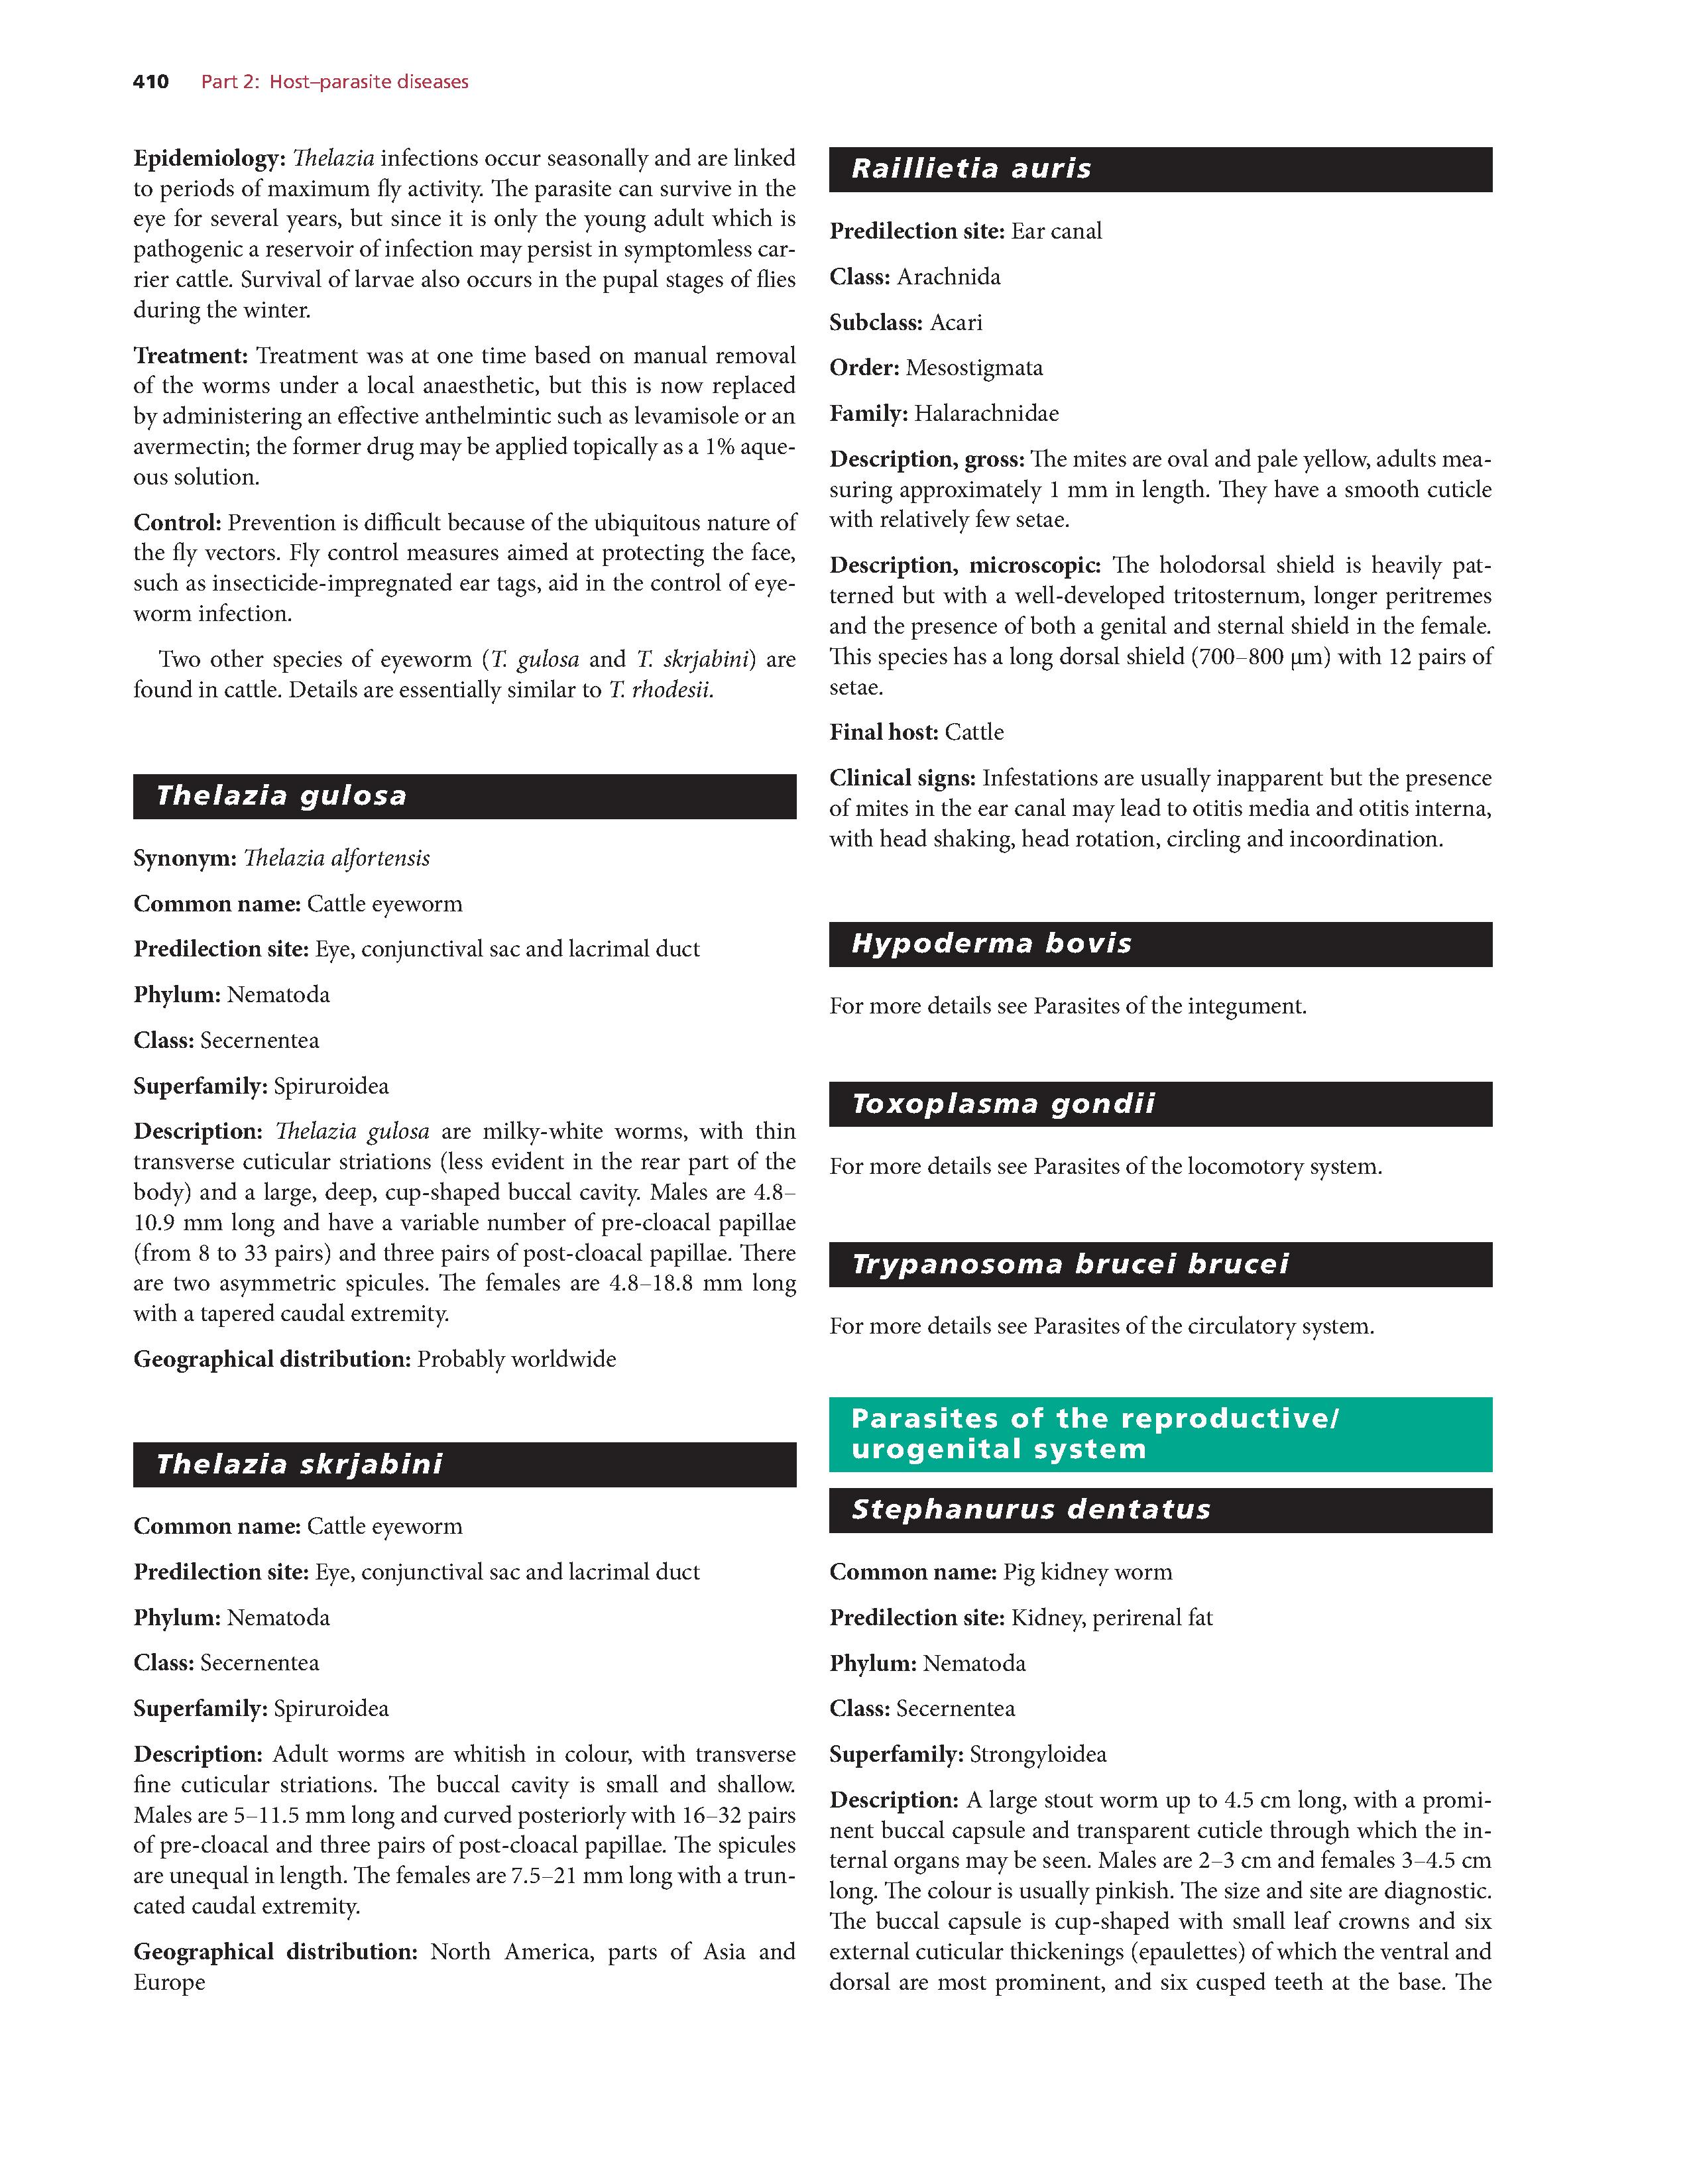 410 Part 2: Host–parasite diseases
Epidemiology: Thelazia infections occur seasonally and are linked
to periods of maximum fly activity. The parasite can survive in the
eye for several years, but since it is only the young adult which is
pathogenic a reservoir of infection may persist in symptomless car-
rier cattle. Survival of larvae also occurs in the pupal stages of flies
during the winter.
Treatment: Treatment was at one time based on manual removal
of the worms under a local anaesthetic, but this is now replaced
by administering an effective anthelmintic such as levamisole or an
avermectin; the former drug may be applied topically as a 1% aque-
ous solution.
Control: Prevention is difficult because of the ubiquitous nature of
the fly vectors. Fly control measures aimed at protecting the face,
such as insecticide-impregnated ear tags, aid in the control of eye-
worm infection.
Two other species of eyeworm (T. gulosa and T. skrjabini) are
found in cattle. Details are essentially similar to T. rhodesii.
Thelazia gulosa
Synonym: Thelazia alfortensis
Common name: Cattle eyeworm
Predilection site: Eye, conjunctival sac and lacrimal duct
Phylum: Nematoda
Class: Secernentea
Superfamily: Spiruroidea
Description: Thelazia gulosa are milky-white worms, with thin
transverse cuticular striations (less evident in the rear part of the
body) and a large, deep, cup-shaped buccal cavity. Males are 4.8–
10.9 mm long and have a variable number of pre-cloacal papillae
(from 8 to 33 pairs) and three pairs of post-cloacal papillae. There
are two asymmetric spicules. The females are 4.8–18.8 mm long
with a tapered caudal extremity.
Geographical distribution: Probably worldwide
Thelazia skrjabini
Common name: Cattle eyeworm
Predilection site: Eye, conjunctival sac and lacrimal duct
Phylum: Nematoda
Class: Secernentea
Superfamily: Spiruroidea
Description: Adult worms are whitish in colour, with transverse
fine cuticular striations. The buccal cavity is small and shallow.
Males are 5–11.5 mm long and curved posteriorly with 16–32 pairs
of pre-cloacal and three pairs of post-cloacal papillae. The spicules
are unequal in length. The females are 7.5–21 mm long with a trun-
cated caudal extremity.
Geographical distribution: North America, parts of Asia and
Europe
Raillietia auris
Predilection site: Ear canal
Class: Arachnida
Subclass: Acari
Order: Mesostigmata
Family: Halarachnidae
Description, gross: The mites are oval and pale yellow, adults mea-
suring approximately 1 mm in length. They have a smooth cuticle
with relatively few setae.
Description, microscopic: The holodorsal shield is heavily pat-
terned but with a well-developed tritosternum, longer peritremes
and the presence of both a genital and sternal shield in the female.
This species has a long dorsal shield (700–800 μm) with 12 pairs of
setae.
Final host: Cattle
Clinical signs: Infestations are usually inapparent but the presence
of mites in the ear canal may lead to otitis media and otitis interna,
with head shaking, head rotation, circling and incoordination.
Hypoderma bovis
For more details see Parasites of the integument.
Toxoplasma gondii
For more details see Parasites of the locomotory system.
Trypanosoma brucei brucei
For more details see Parasites of the circulatory system.
Parasites of the reproductive/
urogenital system
Stephanurus dentatus
Common name: Pig kidney worm
Predilection site: Kidney, perirenal fat
Phylum: Nematoda
Class: Secernentea
Superfamily: Strongyloidea
Description: A large stout worm up to 4.5 cm long, with a promi-
nent buccal capsule and transparent cuticle through which the in-
ternal organs may be seen. Males are 2–3 cm and females 3–4.5 cm
long. The colour is usually pinkish. The size and site are diagnostic.
The buccal capsule is cup-shaped with small leaf crowns and six
external cuticular thickenings (epaulettes) of which the ventral and
dorsal are most prominent, and six cusped teeth at the base. The